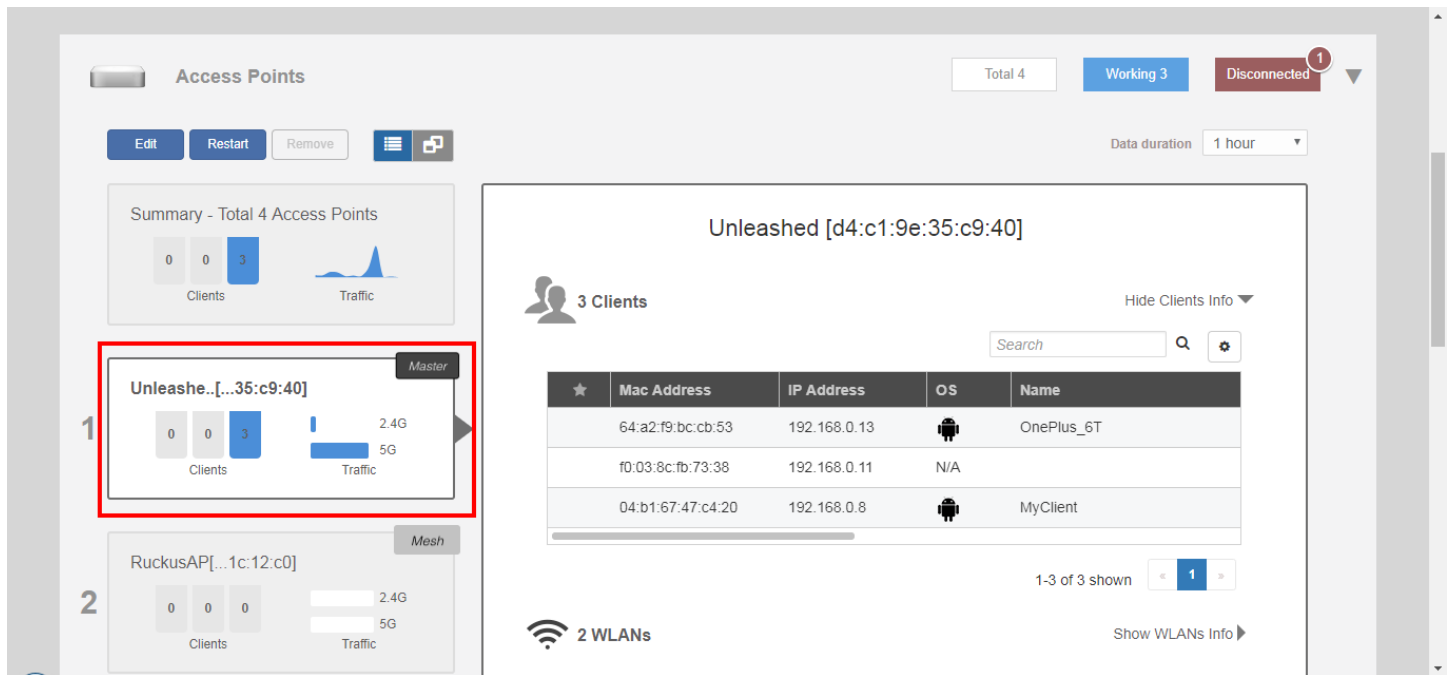 Access Points
Total 4
Working 3
Disconnected
1
Edit
Restart
Remove
Data duration
1 hour
Summary - Total 4 Access Points
0 0 3
Clients
Traffic
Master
Unleashe..[...35:c9:40]
1
0 0 3
2.4G
5G
Clients
Traffic
Mesh
RuckusAP[...1c:12:c0]
2
0 0 0
2.4G
5G
Clients
Traffic
Unleashed [d4:c1:9e:35:c9:40]
3 Clients
Hide Clients Info
Search
Mac Address IP Address OS Name
64:a2:f9:bc:cb:53 192.168.0.13 OnePlus_6T
f0:03:8c:fb:73:38 192.168.0.11 N/A
04:b1:67:47:c4:20 192.168.0.8 MyClient
1-3 of 3 shown
« 1 »
2 WLANs
Show WLANs Info